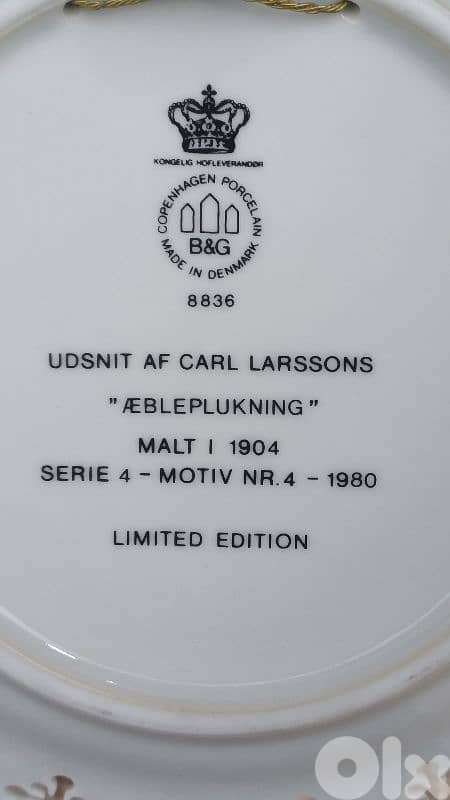 KONGELIG HOFLEVERANDØR
COPENHAGEN PORCELAIN
B&G
MADE IN DENMARK
8836
UDSNIT AF CARL LARSSONS
"ÆBLEPLUKNING"
MALT I 1904
SERIE 4 - MOTIV NR. 4 - 1980
LIMITED EDITION
OLX